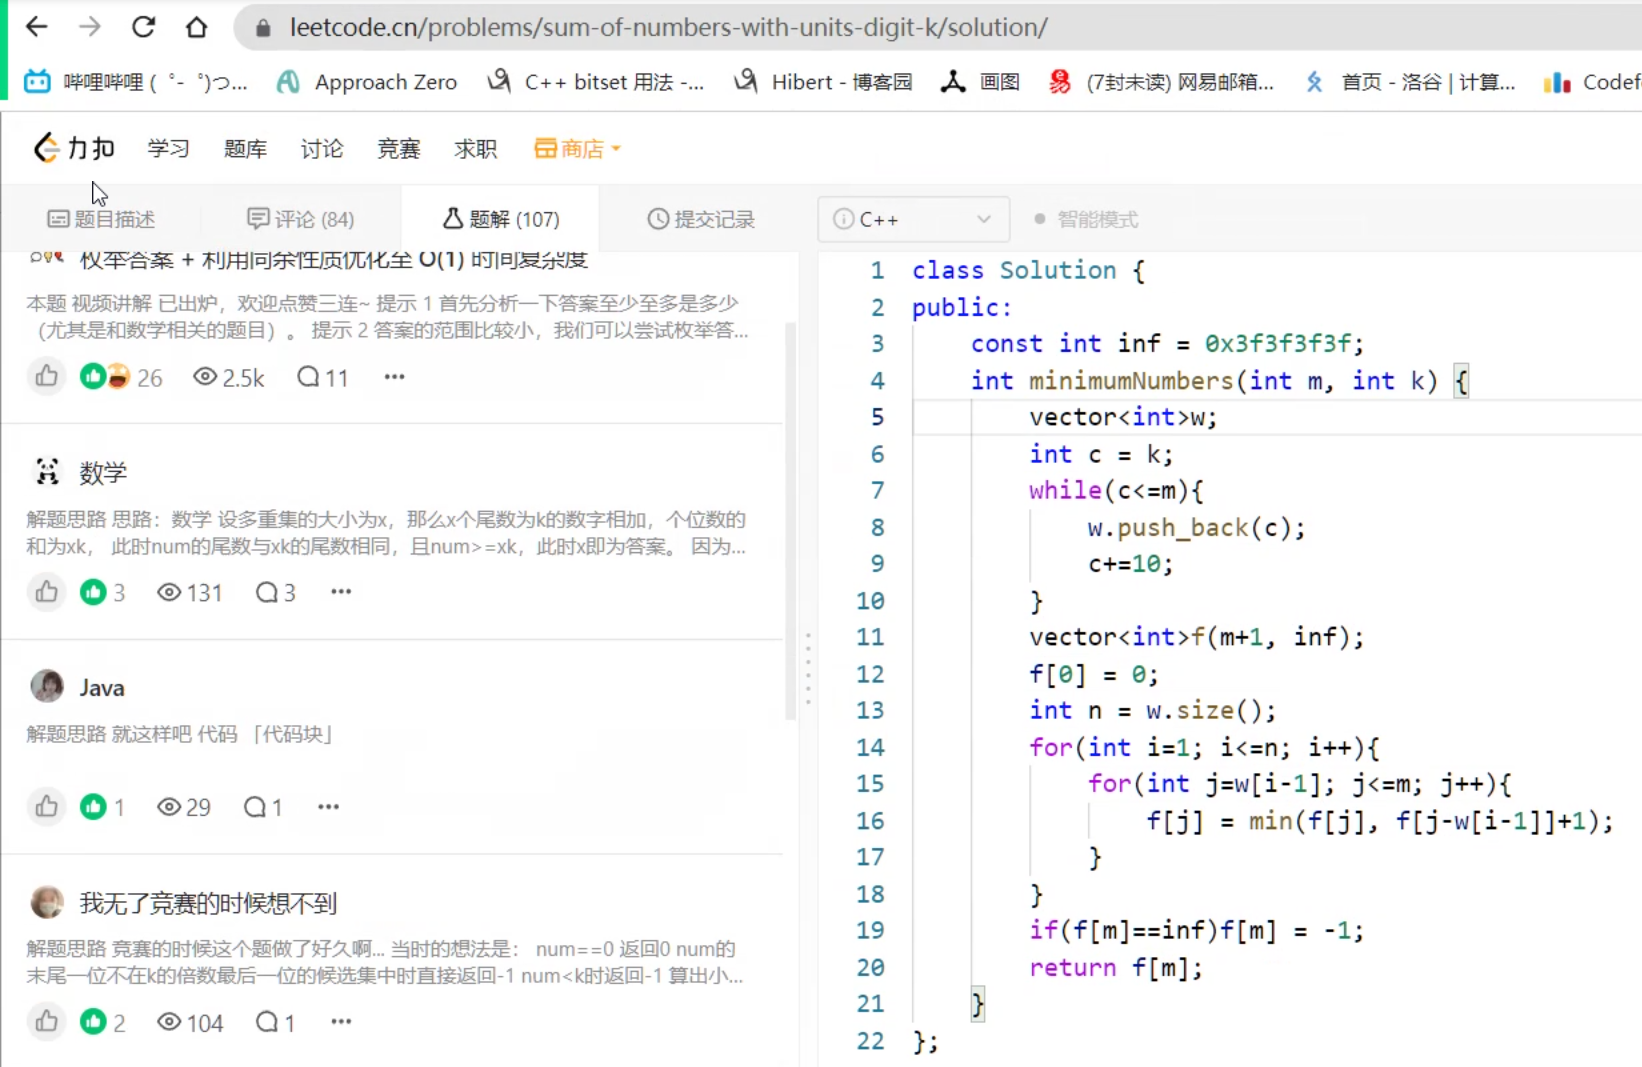 leetcode.cn/problems/sum-of-numbers-with-units-digit-k/solution/
哔哩哔哩 ( ゜- ゜)つ... Approach Zero C++ bitset 用法 -... Hibert - 博客园 画图 (7封未读) 网易邮箱... 首页 - 洛谷 | 计算... Codef
力扣 学习 题库 讨论 竞赛 求职 商店
题目描述 评论 (84) 题解 (107) 提交记录 C++ 智能模式
枚举答案 + 利用同余性质优化至 O(1) 时间复杂度
本题 视频讲解 已出炉，欢迎点赞三连~ 提示 1 首先分析一下答案至少至多是多少
（尤其是和数学相关的题目）。 提示 2 答案的范围比较小，我们可以尝试枚举答...
26 2.5k 11 ...
数学
解题思路 思路：数学 设多重集的大小为x，那么x个尾数为k的数字相加，个位数的
和为xk， 此时num的尾数与xk的尾数相同，且num>=xk，此时x即为答案。 因为...
3 131 3 ...
Java
解题思路 就这样吧 代码 「代码块」
1 29 1 ...
我无了竞赛的时候想不到
解题思路 竞赛的时候这个题做了好久啊... 当时的想法是： num==0 返回0 num的
末尾一位不在k的倍数最后一位的候选集中时直接返回-1 num<k时返回-1 算出小...
2 104 1 ...
1 class Solution {
2 public:
3 const int inf = 0x3f3f3f3f;
4 int minimumNumbers(int m, int k) {
5 vector<int>w;
6 int c = k;
7 while(c<=m){
8 w.push_back(c);
9 c+=10;
10 }
11 vector<int>f(m+1, inf);
12 f[0] = 0;
13 int n = w.size();
14 for(int i=1; i<=n; i++){
15 for(int j=w[i-1]; j<=m; j++){
16 f[j] = min(f[j], f[j-w[i-1]]+1);
17 }
18 }
19 if(f[m]==inf)f[m] = -1;
20 return f[m];
21 }
22 };